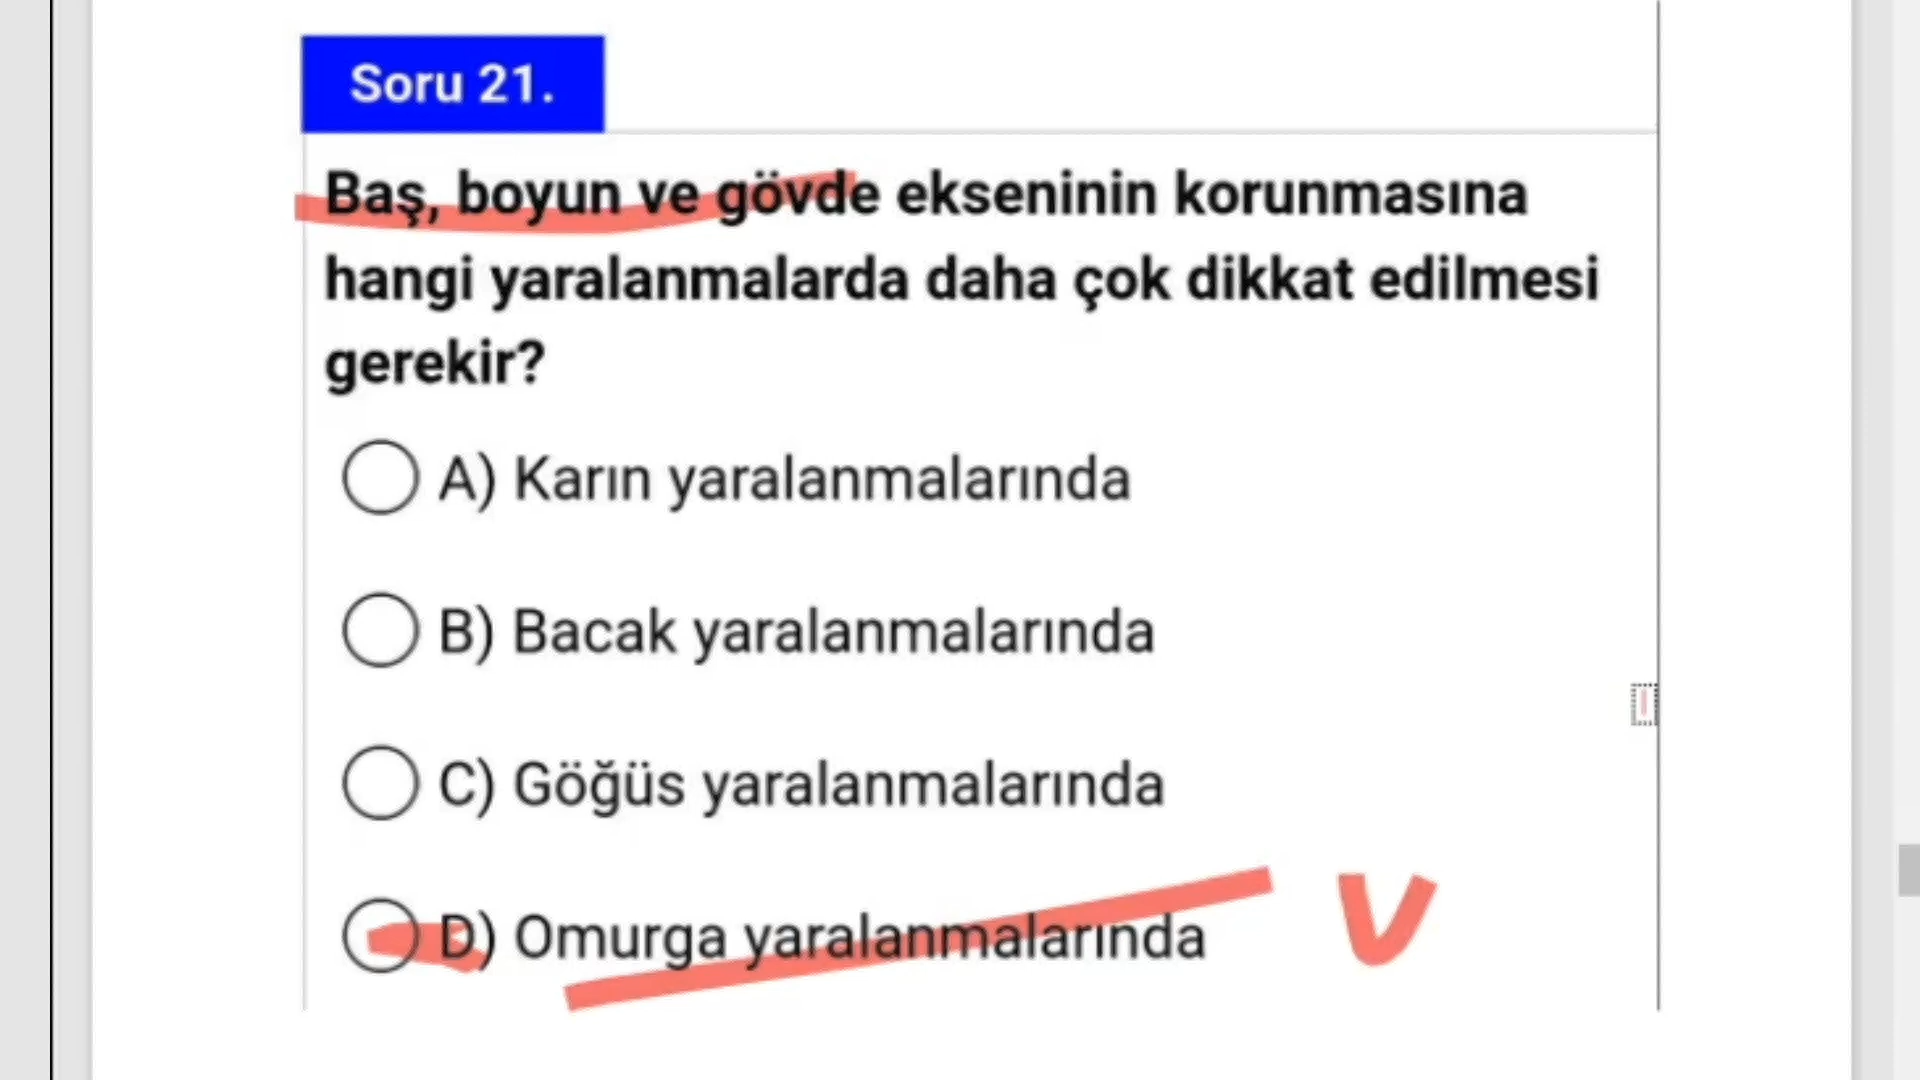 Soru 21.
Baş, boyun ve gövde ekseninin korunmasına
hangi yaralanmalarda daha çok dikkat edilmesi
gerekir?
A) Karın yaralanmalarında
B) Bacak yaralanmalarında
C) Göğüs yaralanmalarında
D) Omurga yaralanmalarında